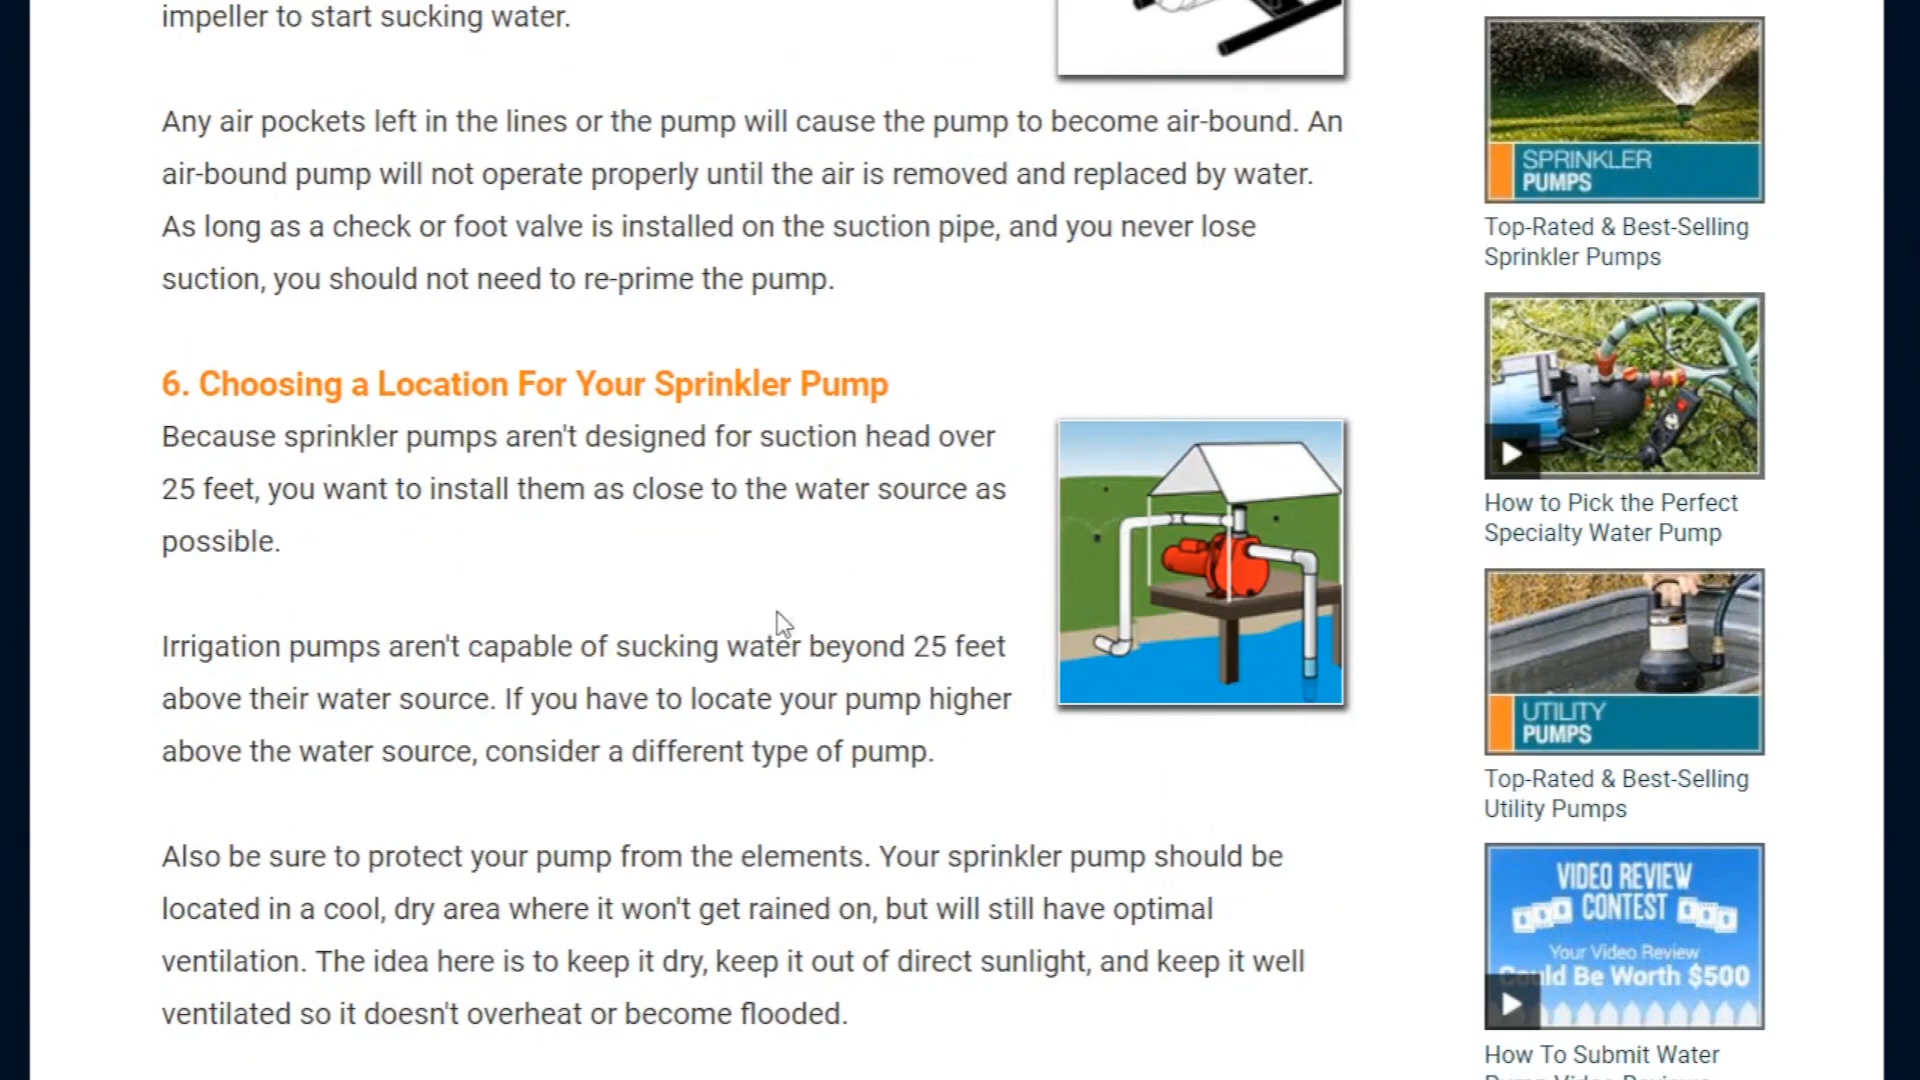 impeller to start sucking water.
Any air pockets left in the lines or the pump will cause the pump to become air-bound. An
air-bound pump will not operate properly until the air is removed and replaced by water.
As long as a check or foot valve is installed on the suction pipe, and you never lose
suction, you should not need to re-prime the pump.
6. Choosing a Location For Your Sprinkler Pump
Because sprinkler pumps aren't designed for suction head over
25 feet, you want to install them as close to the water source as
possible.
Irrigation pumps aren't capable of sucking water beyond 25 feet
above their water source. If you have to locate your pump higher
above the water source, consider a different type of pump.
Also be sure to protect your pump from the elements. Your sprinkler pump should be
located in a cool, dry area where it won't get rained on, but will still have optimal
ventilation. The idea here is to keep it dry, keep it out of direct sunlight, and keep it well
ventilated so it doesn't overheat or become flooded.
SPRINKLER
PUMPS
Top-Rated & Best-Selling
Sprinkler Pumps
How to Pick the Perfect
Specialty Water Pump
UTILITY
PUMPS
Top-Rated & Best-Selling
Utility Pumps
VIDEO REVIEW
CONTEST
Your Video Review
Could Be Worth $500
How To Submit Water
Pump Video Reviews